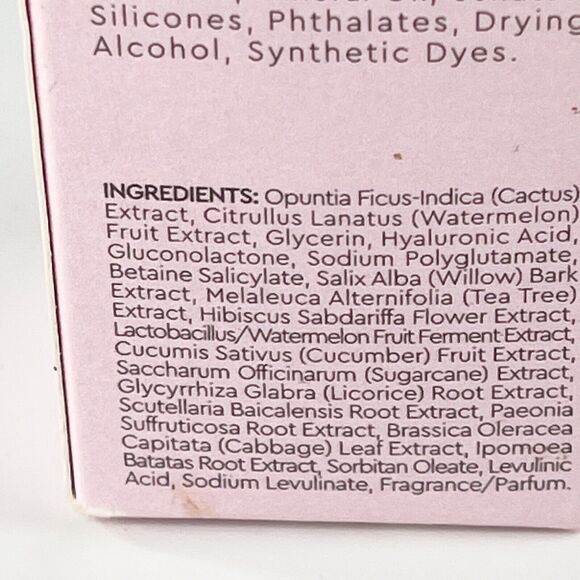 Silicones, Phthalates, Drying
Alcohol, Synthetic Dyes.
INGREDIENTS: Opuntia Ficus-Indica (Cactus)
Extract, Citrullus Lanatus (Watermelon)
Fruit Extract, Glycerin, Hyaluronic Acid,
Gluconolactone, Sodium Polyglutamate,
Betaine Salicylate, Salix Alba (Willow) Bark
Extract, Melaleuca Alternifolia (Tea Tree)
Extract, Hibiscus Sabdariffa Flower Extract,
Lactobacillus/Watermelon Fruit Ferment Extract,
Cucumis Sativus (Cucumber) Fruit Extract,
Saccharum Officinarum (Sugarcane) Extract,
Glycyrrhiza Glabra (Licorice) Root Extract,
Scutellaria Baicalensis Root Extract, Paeonia
Suffruticosa Root Extract, Brassica Oleracea
Capitata (Cabbage) Leaf Extract, Ipomoea
Batatas Root Extract, Sorbitan Oleate, Levulinic
Acid, Sodium Levulinate, Fragrance/Parfum.